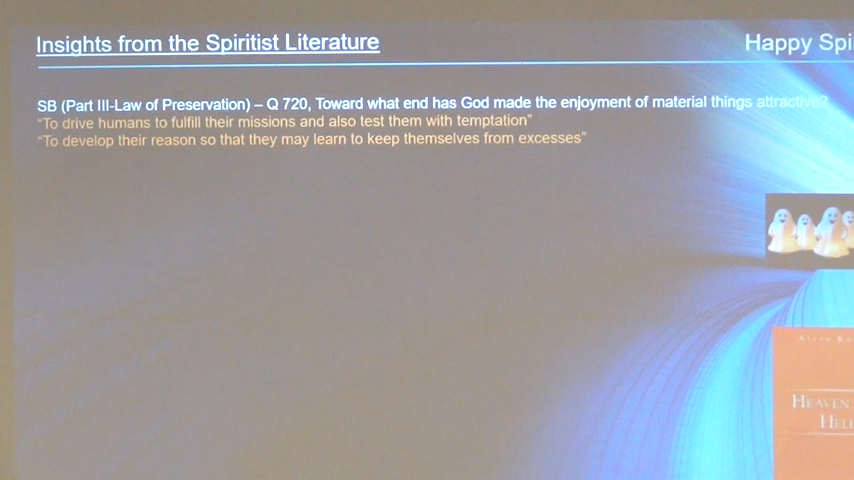 Insights from the Spiritist Literature
Happy Spi
SB (Part III-Law of Preservation) – Q 720, Toward what end has God made the enjoyment of material things attractive?
“To drive humans to fulfill their missions and also test them with temptation”
“To develop their reason so that they may learn to keep themselves from excesses”
HEAVEN
HELL